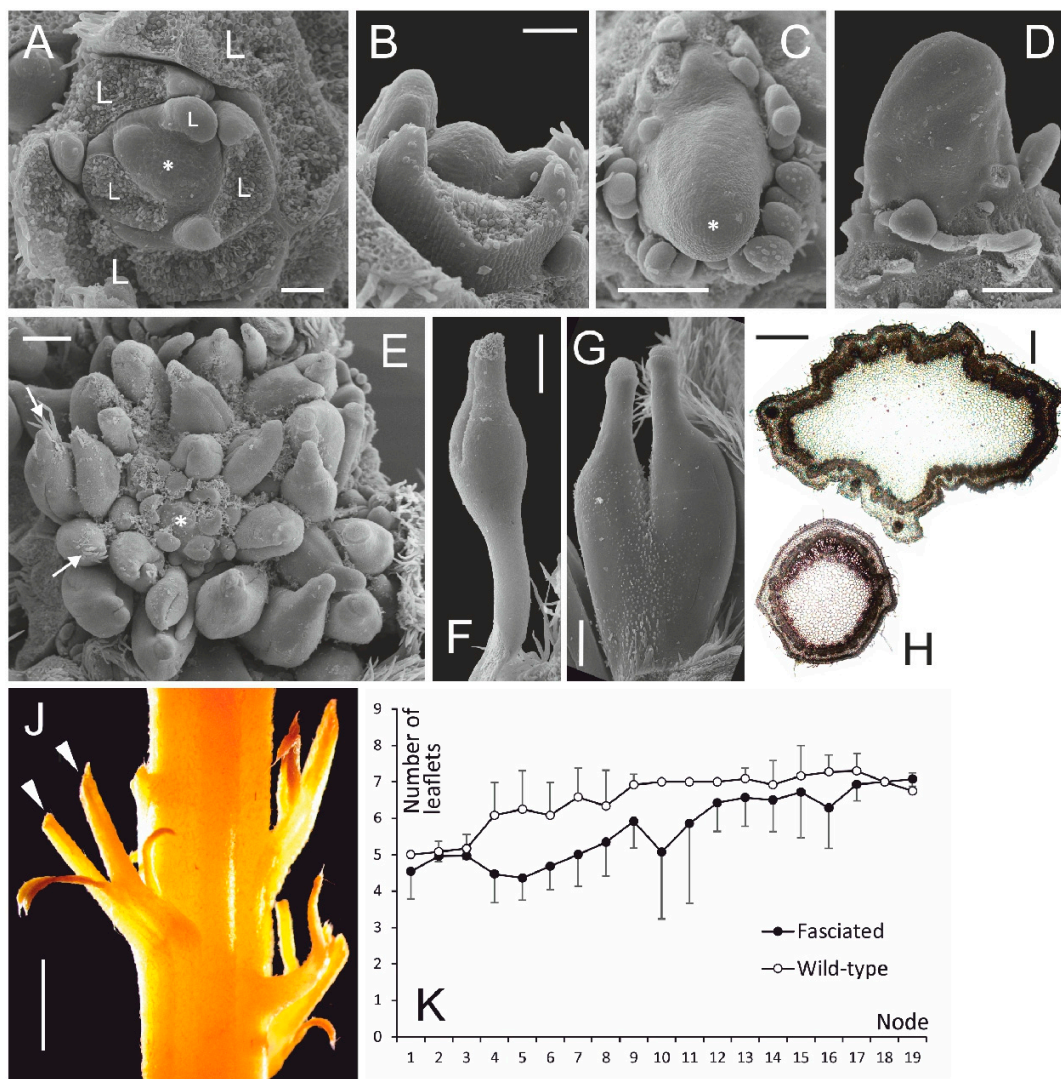 A
L
L
L
L
L
L
*
B
C
*
D
E
*
F
G
H
I
J
K
Number of
leaflets
9
8
7
6
5
4
3
2
1
0
Fasciated
Wild-type
Node
1 2 3 4 5 6 7 8 9 10 11 12 13 14 15 16 17 18 19